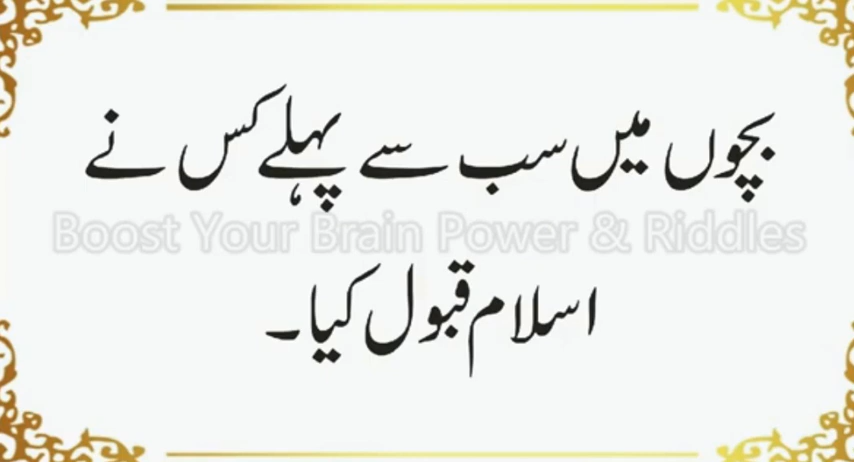 بچوں میں سب سے پہلے کس نے
Boost Your Brain Power & Riddles
اسلام قبول کیا۔